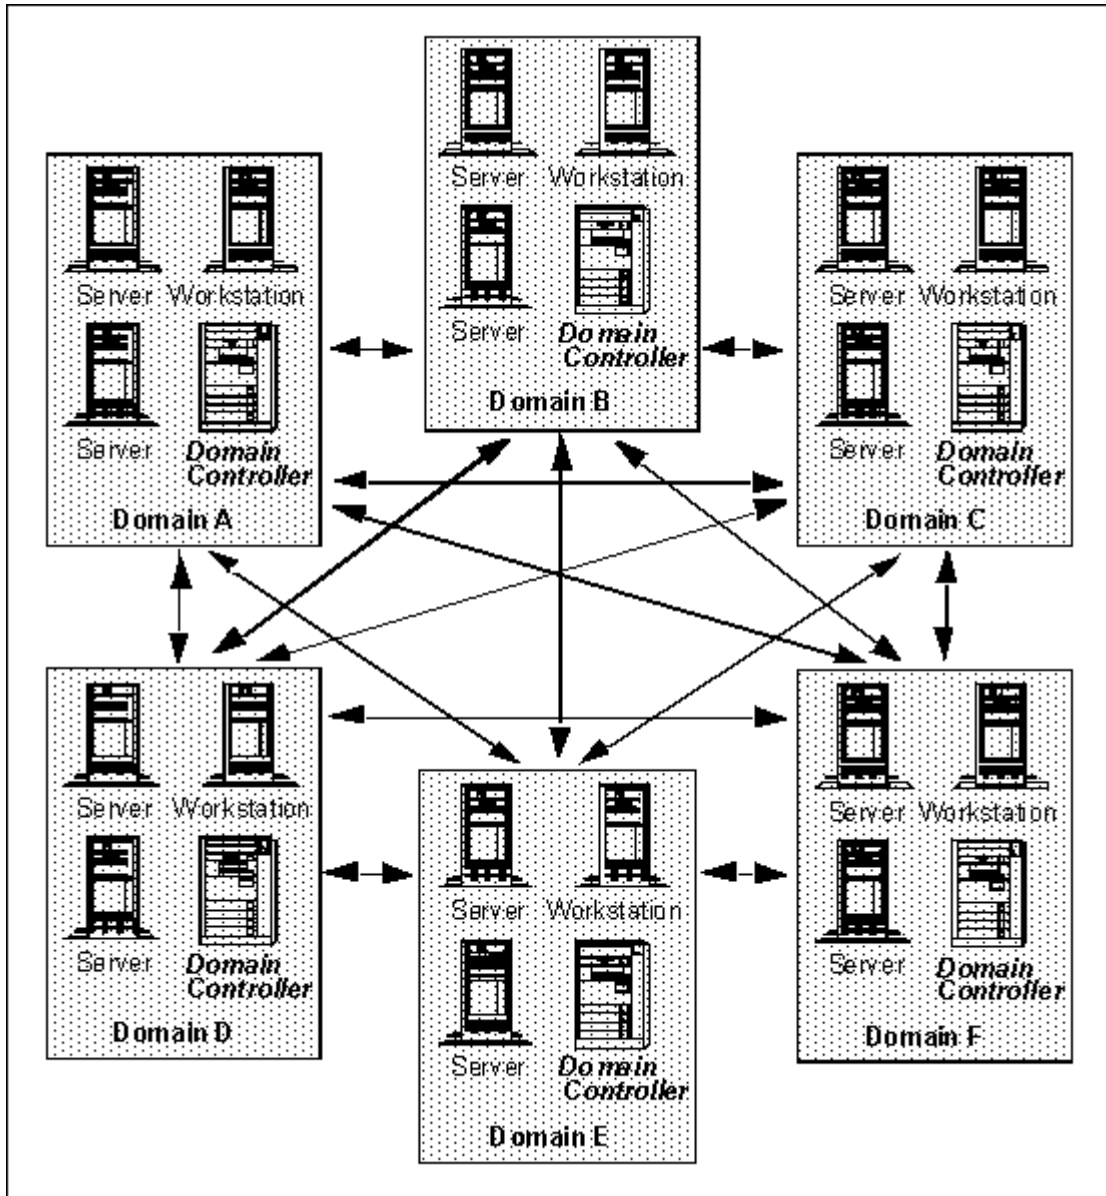 Server Workstation
Server Domain
Controller
Domain B
Server Workstation
Server Domain
Controller
Domain A
Server Workstation
Server Domain
Controller
Domain C
Server Workstation
Server Domain
Controller
Domain D
Server Workstation
Server Domain
Controller
Domain E
Server Workstation
Server Domain
Controller
Domain F